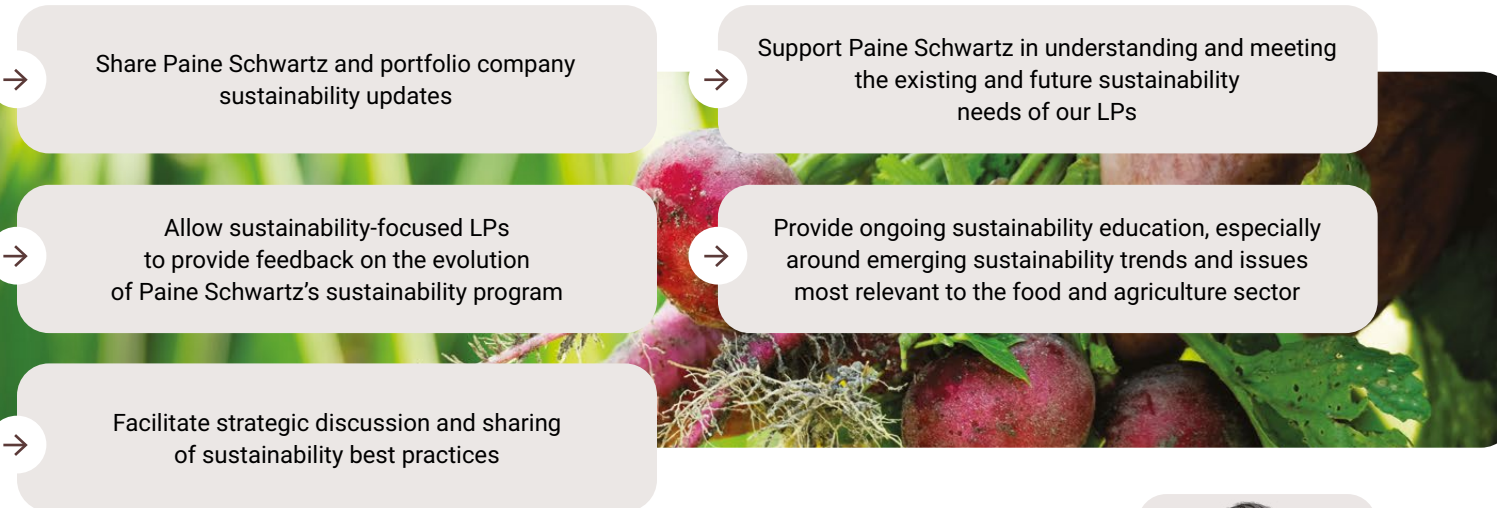 Share Paine Schwartz and portfolio company
sustainability updates
Support Paine Schwartz in understanding and meeting
the existing and future sustainability
needs of our LPs
Allow sustainability-focused LPs
to provide feedback on the evolution
of Paine Schwartz’s sustainability program
Provide ongoing sustainability education, especially
around emerging sustainability trends and issues
most relevant to the food and agriculture sector
Facilitate strategic discussion and sharing
of sustainability best practices